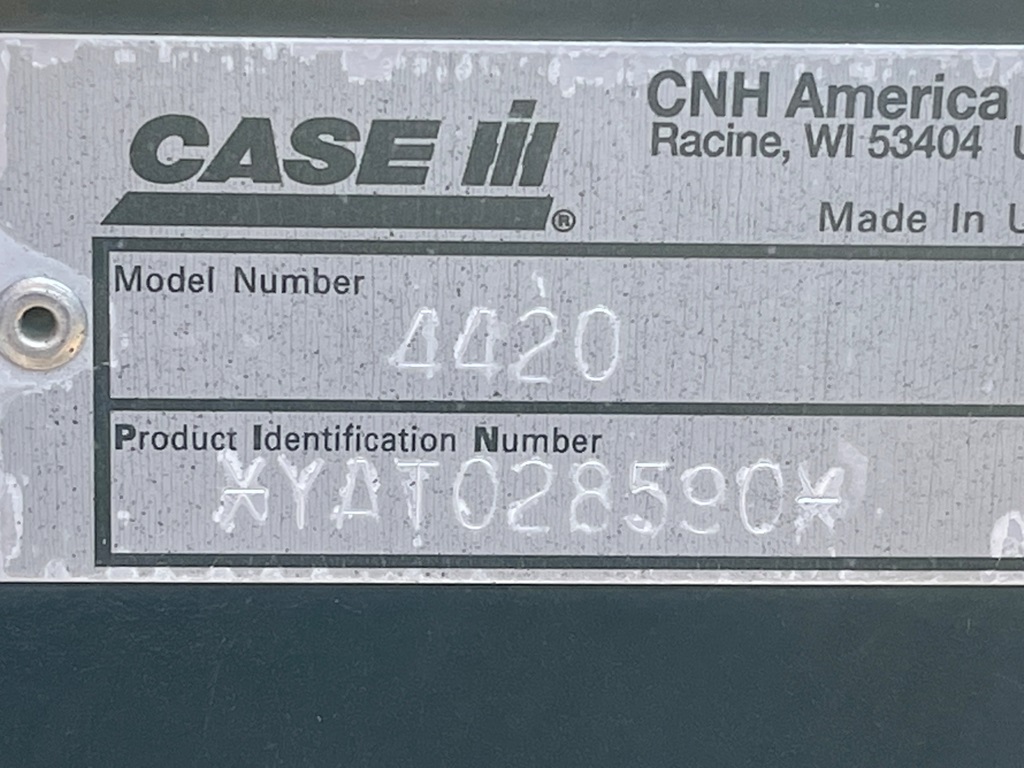 CASE IH ®
CNH America
Racine, WI 53404 U
Made In U
Model Number
4420
Product Identification Number
*YAT028590*